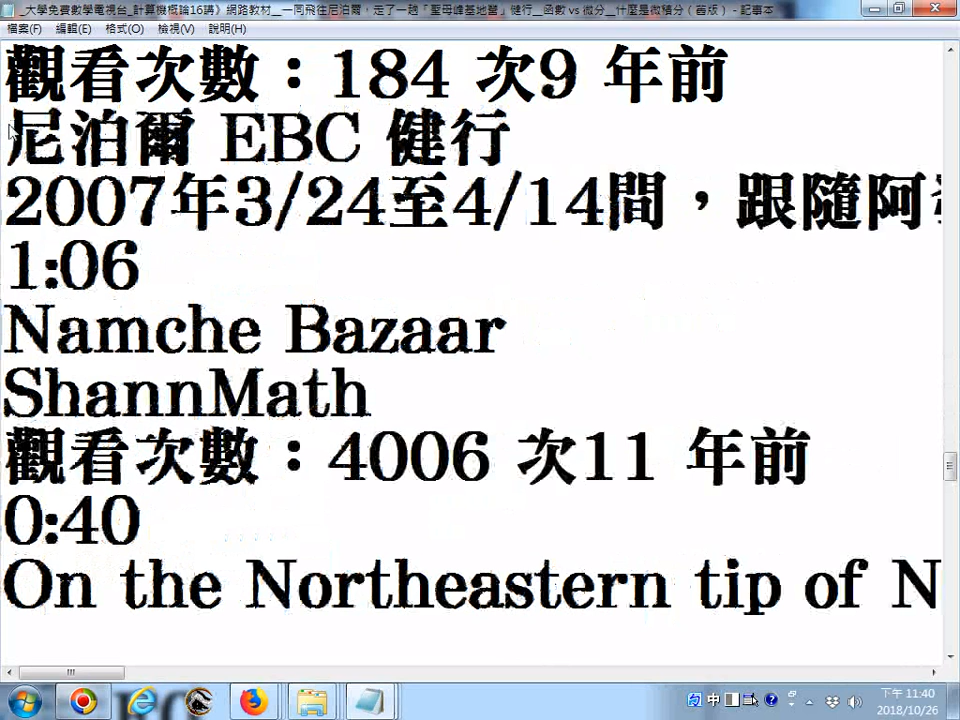 _大學免費數學電視台_計算機概論16講》網路教材__一同飛往尼泊爾，走了一趟「聖母峰基地營」健行__函數 vs 微分__什麼是微積分（舊版） - 記事本
檔案(F) 編輯(E) 格式(O) 檢視(V) 說明(H)
觀看次數：184 次9 年前
尼泊爾 EBC 健行
2007年3/24至4/14間，跟隨阿
1:06
Namche Bazaar
ShannMath
觀看次數：4006 次11 年前
0:40
On the Northeastern tip of N
中
下午 11:40
2018/10/26